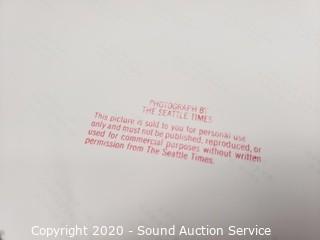 PHOTOGRAPH BY
THE SEATTLE TIMES
This picture is sold to you for personal use
only and must not be published, reproduced, or
used for commercial purposes without written
permission from The Seattle Times.
Copyright 2020 - Sound Auction Service